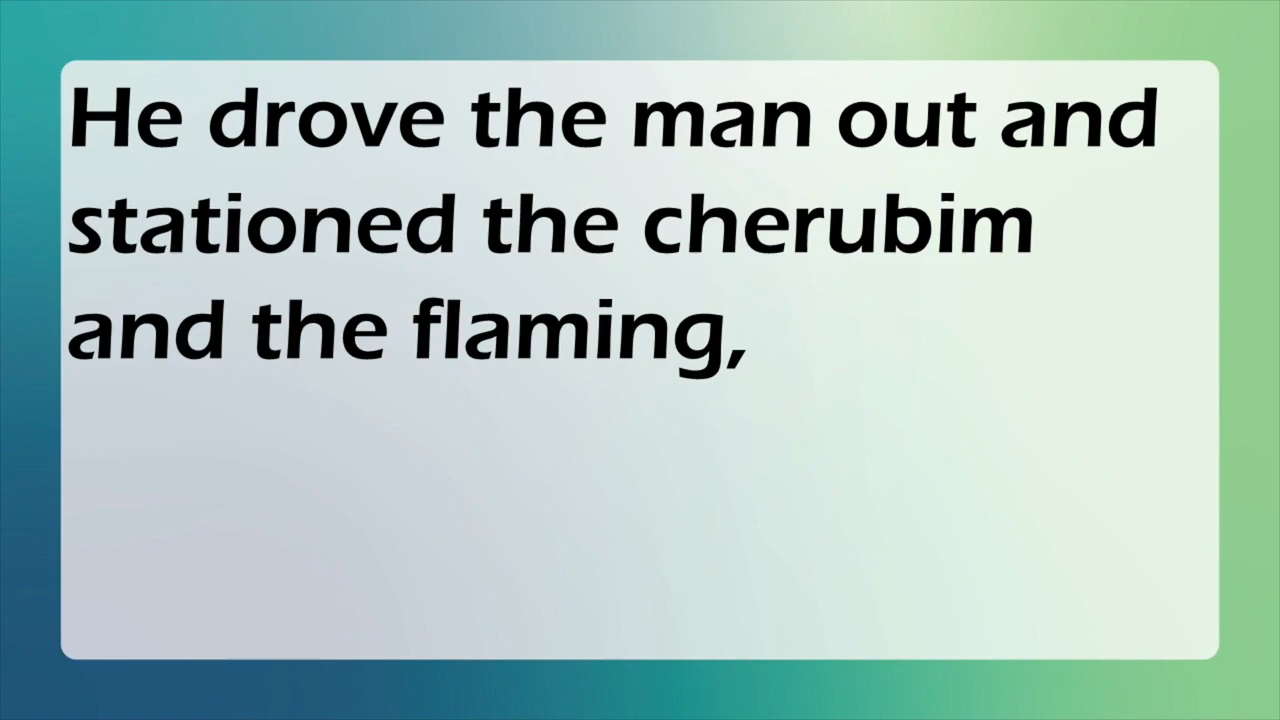 He drove the man out and
stationed the cherubim
and the flaming,